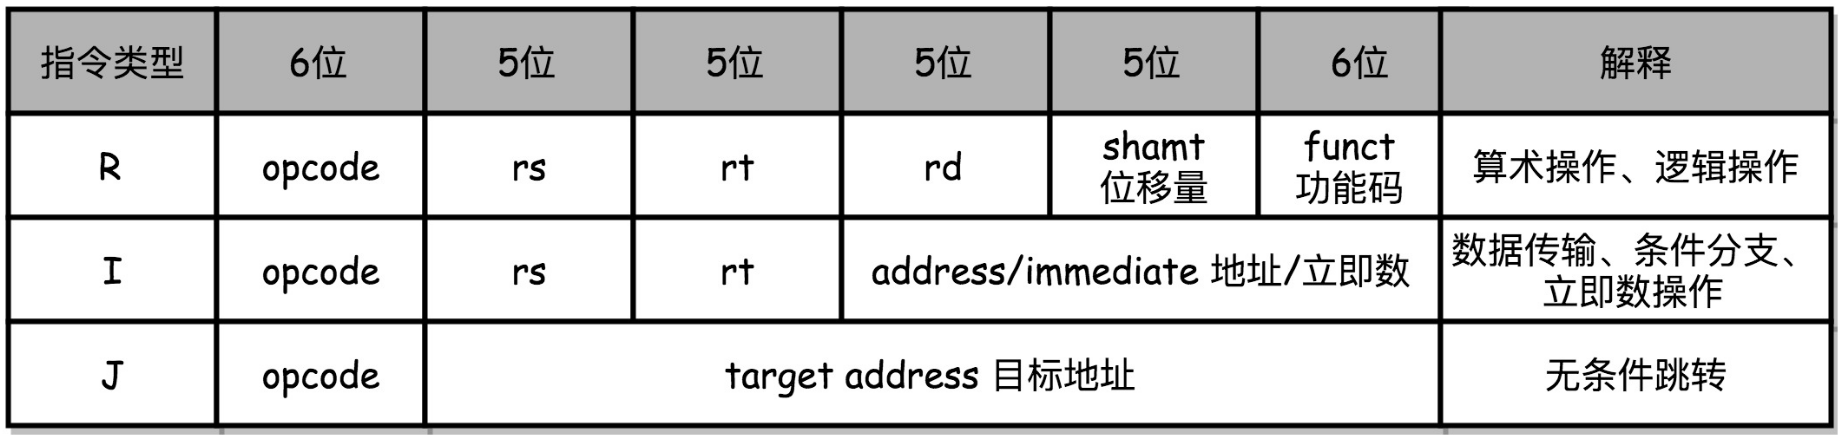 指令类型 6位 5位 5位 5位 5位 6位 解释
R opcode rs rt rd shamt 位移量 funct 功能码 算术操作、逻辑操作
I opcode rs rt address/immediate 地址/立即数 数据传输、条件分支、立即数操作
J opcode target address 目标地址 无条件跳转